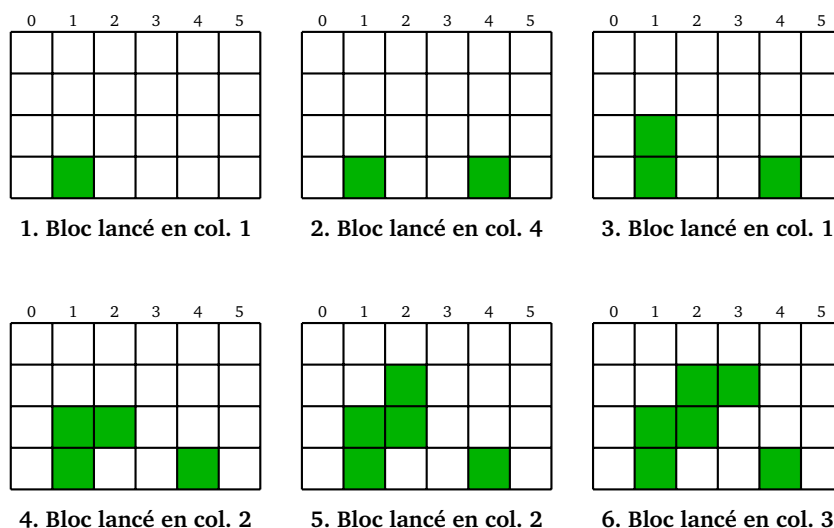 0 1 2 3 4 5
0 1 2 3 4 5
0 1 2 3 4 5
1. Bloc lancé en col. 1
2. Bloc lancé en col. 4
3. Bloc lancé en col. 1
0 1 2 3 4 5
0 1 2 3 4 5
0 1 2 3 4 5
4. Bloc lancé en col. 2
5. Bloc lancé en col. 2
6. Bloc lancé en col. 3